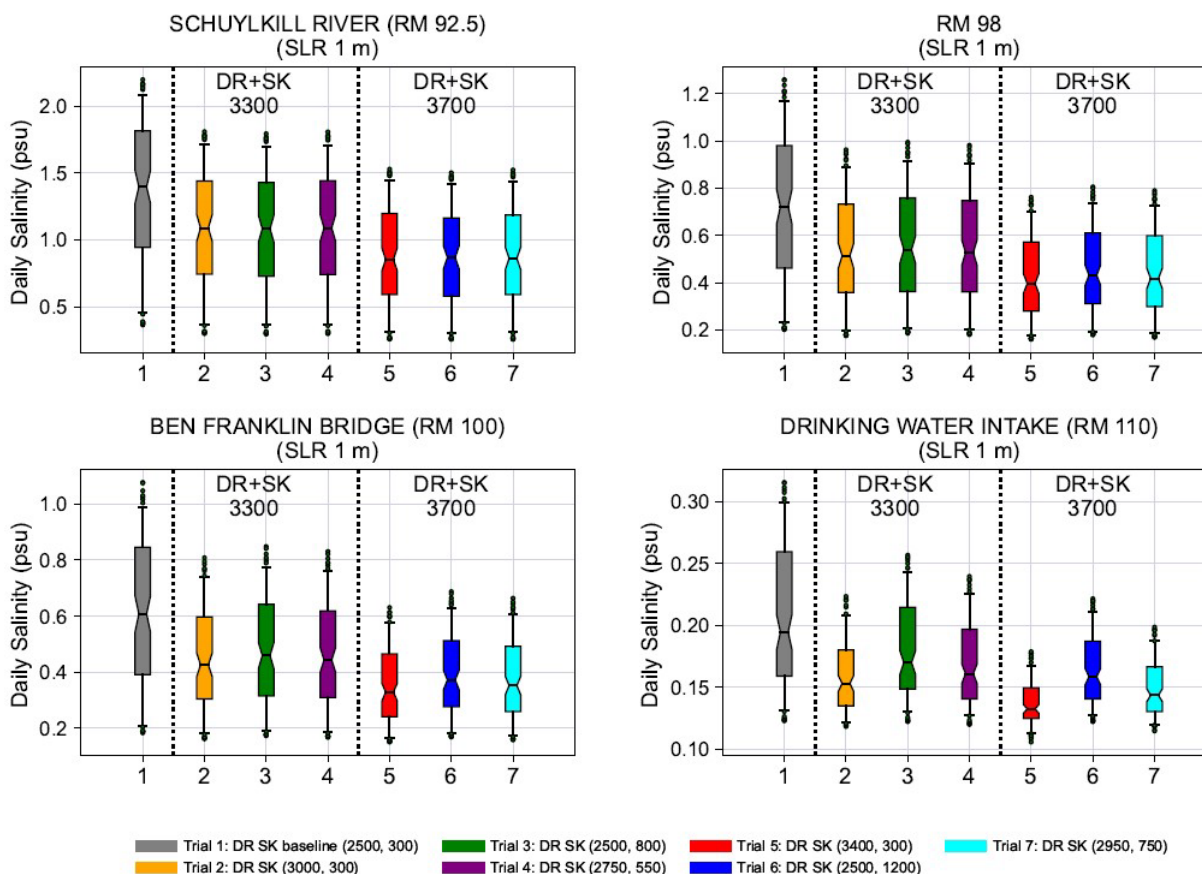 SCHUYLKILL RIVER (RM 92.5)
(SLR 1 m)
DR+SK
3300
DR+SK
3700
Daily Salinity (psu)
2.0
1.5
1.0
0.5
1 2 3 4 5 6 7
RM 98
(SLR 1 m)
DR+SK
3300
DR+SK
3700
Daily Salinity (psu)
1.2
1.0
0.8
0.6
0.4
0.2
1 2 3 4 5 6 7
BEN FRANKLIN BRIDGE (RM 100)
(SLR 1 m)
DR+SK
3300
DR+SK
3700
Daily Salinity (psu)
1.0
0.8
0.6
0.4
0.2
1 2 3 4 5 6 7
DRINKING WATER INTAKE (RM 110)
(SLR 1 m)
DR+SK
3300
DR+SK
3700
Daily Salinity (psu)
0.30
0.25
0.20
0.15
0.10
1 2 3 4 5 6 7
Trial 1: DR SK baseline (2500, 300)
Trial 2: DR SK (3000, 300)
Trial 3: DR SK (2500, 800)
Trial 4: DR SK (2750, 550)
Trial 5: DR SK (3400, 300)
Trial 6: DR SK (2500, 1200)
Trial 7: DR SK (2950, 750)